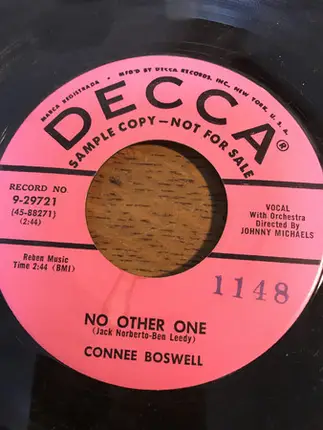 MARCA REGISTRADA • MF'D BY DECCA RECORDS, INC., NEW YORK, U.S.A.
DECCA®
SAMPLE COPY—NOT FOR SALE
RECORD NO
9-29721
(45-88271)
(2:44)
VOCAL
With Orchestra
Directed By
JOHNNY MICHAELS
Reben Music
Time 2:44 (BMI)
1148
NO OTHER ONE
(Jack Norberto-Ben Leedy)
CONNEE BOSWELL